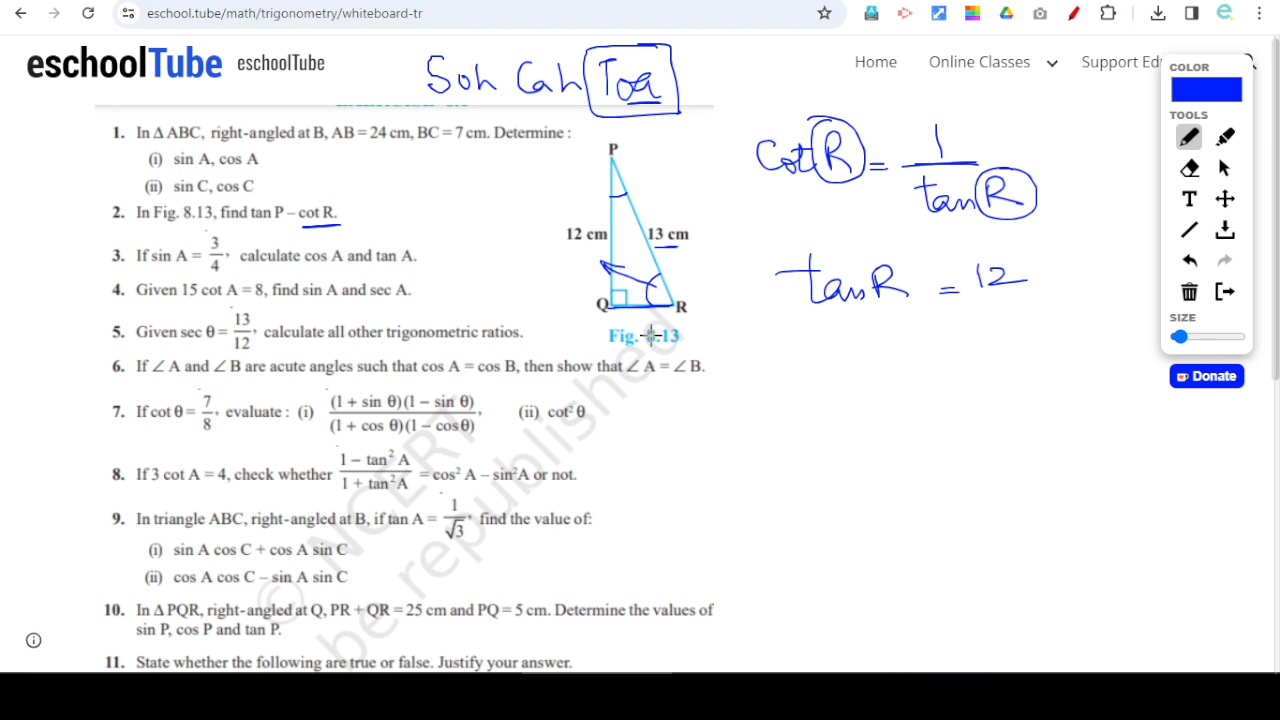 eschool.tube/math/trigonometry/whiteboard-tr
eschoolTube eschoolTube
Home Online Classes Support
Soh Cah Toa
1. In Δ ABC, right-angled at B, AB = 24 cm, BC = 7 cm. Determine :
(i) sin A, cos A
(ii) sin C, cos C
2. In Fig. 8.13, find tan P – cot R.
3. If sin A = 3/4, calculate cos A and tan A.
4. Given 15 cot A = 8, find sin A and sec A.
5. Given sec θ = 13/12, calculate all other trigonometric ratios.
6. If ∠ A and ∠ B are acute angles such that cos A = cos B, then show that ∠ A = ∠ B.
7. If cot θ = 7/8, evaluate : (i) (1 + sin θ)(1 – sin θ)/(1 + cos θ)(1 – cos θ), (ii) cot² θ
8. If 3 cot A = 4, check whether (1 – tan² A)/(1 + tan² A) = cos² A – sin² A or not.
9. In triangle ABC, right-angled at B, if tan A = 1/√3, find the value of:
(i) sin A cos C + cos A sin C
(ii) cos A cos C – sin A sin C
10. In Δ PQR, right-angled at Q, PR + QR = 25 cm and PQ = 5 cm. Determine the values of
sin P, cos P and tan P.
11. State whether the following are true or false. Justify your answer.
P
12 cm 13 cm
Q R
Fig. 8.13
© NCERT
be republished
cot R = 1/tan R
tan R = 12
COLOR
TOOLS
T
SIZE
Donate